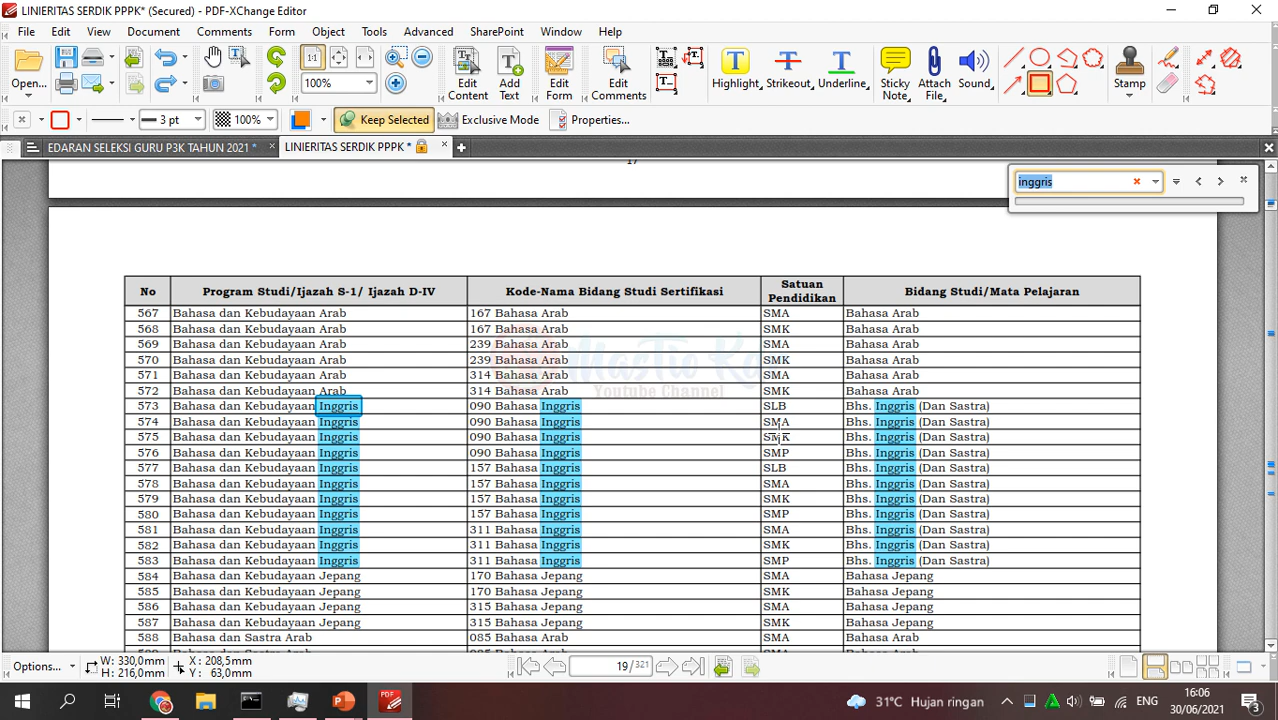 LINIERITAS SERDIK PPPK* (Secured) - PDF-XChange Editor
File Edit View Document Comments Form Object Tools Advanced SharePoint Window Help
Open... 100% Edit Content Add Text Edit Form Edit Comments Highlight Strikeout Underline Sticky Note Attach File Sound Stamp
3 pt 100% Keep Selected Exclusive Mode Properties...
EDARAN SELEKSI GURU P3K TAHUN 2021 * LINIERITAS SERDIK PPPK *
17
inggris
No Program Studi/Ijazah S-1/ Ijazah D-IV Kode-Nama Bidang Studi Sertifikasi Satuan Pendidikan Bidang Studi/Mata Pelajaran
567 Bahasa dan Kebudayaan Arab 167 Bahasa Arab SMA Bahasa Arab
568 Bahasa dan Kebudayaan Arab 167 Bahasa Arab SMK Bahasa Arab
569 Bahasa dan Kebudayaan Arab 239 Bahasa Arab SMA Bahasa Arab
570 Bahasa dan Kebudayaan Arab 239 Bahasa Arab SMK Bahasa Arab
571 Bahasa dan Kebudayaan Arab 314 Bahasa Arab SMA Bahasa Arab
572 Bahasa dan Kebudayaan Arab 314 Bahasa Arab SMK Bahasa Arab
Youtube Channel
573 Bahasa dan Kebudayaan Inggris 090 Bahasa Inggris SLB Bhs. Inggris (Dan Sastra)
574 Bahasa dan Kebudayaan Inggris 090 Bahasa Inggris SMA Bhs. Inggris (Dan Sastra)
575 Bahasa dan Kebudayaan Inggris 090 Bahasa Inggris SMK Bhs. Inggris (Dan Sastra)
576 Bahasa dan Kebudayaan Inggris 090 Bahasa Inggris SMP Bhs. Inggris (Dan Sastra)
577 Bahasa dan Kebudayaan Inggris 157 Bahasa Inggris SLB Bhs. Inggris (Dan Sastra)
578 Bahasa dan Kebudayaan Inggris 157 Bahasa Inggris SMA Bhs. Inggris (Dan Sastra)
579 Bahasa dan Kebudayaan Inggris 157 Bahasa Inggris SMK Bhs. Inggris (Dan Sastra)
580 Bahasa dan Kebudayaan Inggris 157 Bahasa Inggris SMP Bhs. Inggris (Dan Sastra)
581 Bahasa dan Kebudayaan Inggris 311 Bahasa Inggris SMA Bhs. Inggris (Dan Sastra)
582 Bahasa dan Kebudayaan Inggris 311 Bahasa Inggris SMK Bhs. Inggris (Dan Sastra)
583 Bahasa dan Kebudayaan Inggris 311 Bahasa Inggris SMP Bhs. Inggris (Dan Sastra)
584 Bahasa dan Kebudayaan Jepang 170 Bahasa Jepang SMA Bahasa Jepang
585 Bahasa dan Kebudayaan Jepang 170 Bahasa Jepang SMK Bahasa Jepang
586 Bahasa dan Kebudayaan Jepang 315 Bahasa Jepang SMA Bahasa Jepang
587 Bahasa dan Kebudayaan Jepang 315 Bahasa Jepang SMK Bahasa Jepang
588 Bahasa dan Sastra Arab 085 Bahasa Arab SMA Bahasa Arab
Options... W: 330,0mm X: 208,5mm 19 / 321
H: 216,0mm Y: 63,0mm
PDF 31°C Hujan ringan ENG 16:06
30/06/2021 3